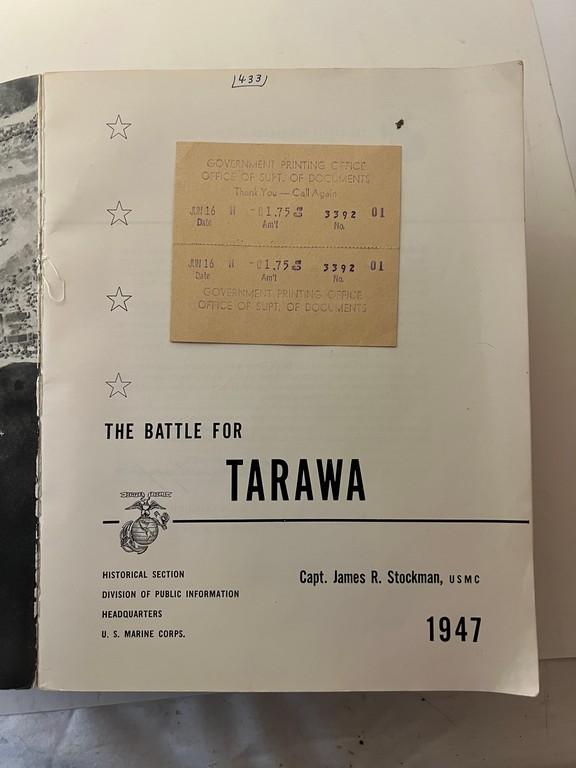 433
GOVERNMENT PRINTING OFFICE
OFFICE OF SUPT. OF DOCUMENTS
Thank You — Call Again
JUN 16 -01.75 3392 01
Date Am't No.
JUN 16 -01.75 3392 01
Date Am't No.
GOVERNMENT PRINTING OFFICE
OFFICE OF SUPT. OF DOCUMENTS
THE BATTLE FOR
TARAWA
HISTORICAL SECTION
DIVISION OF PUBLIC INFORMATION
HEADQUARTERS
U. S. MARINE CORPS.
Capt. James R. Stockman, USMC
1947